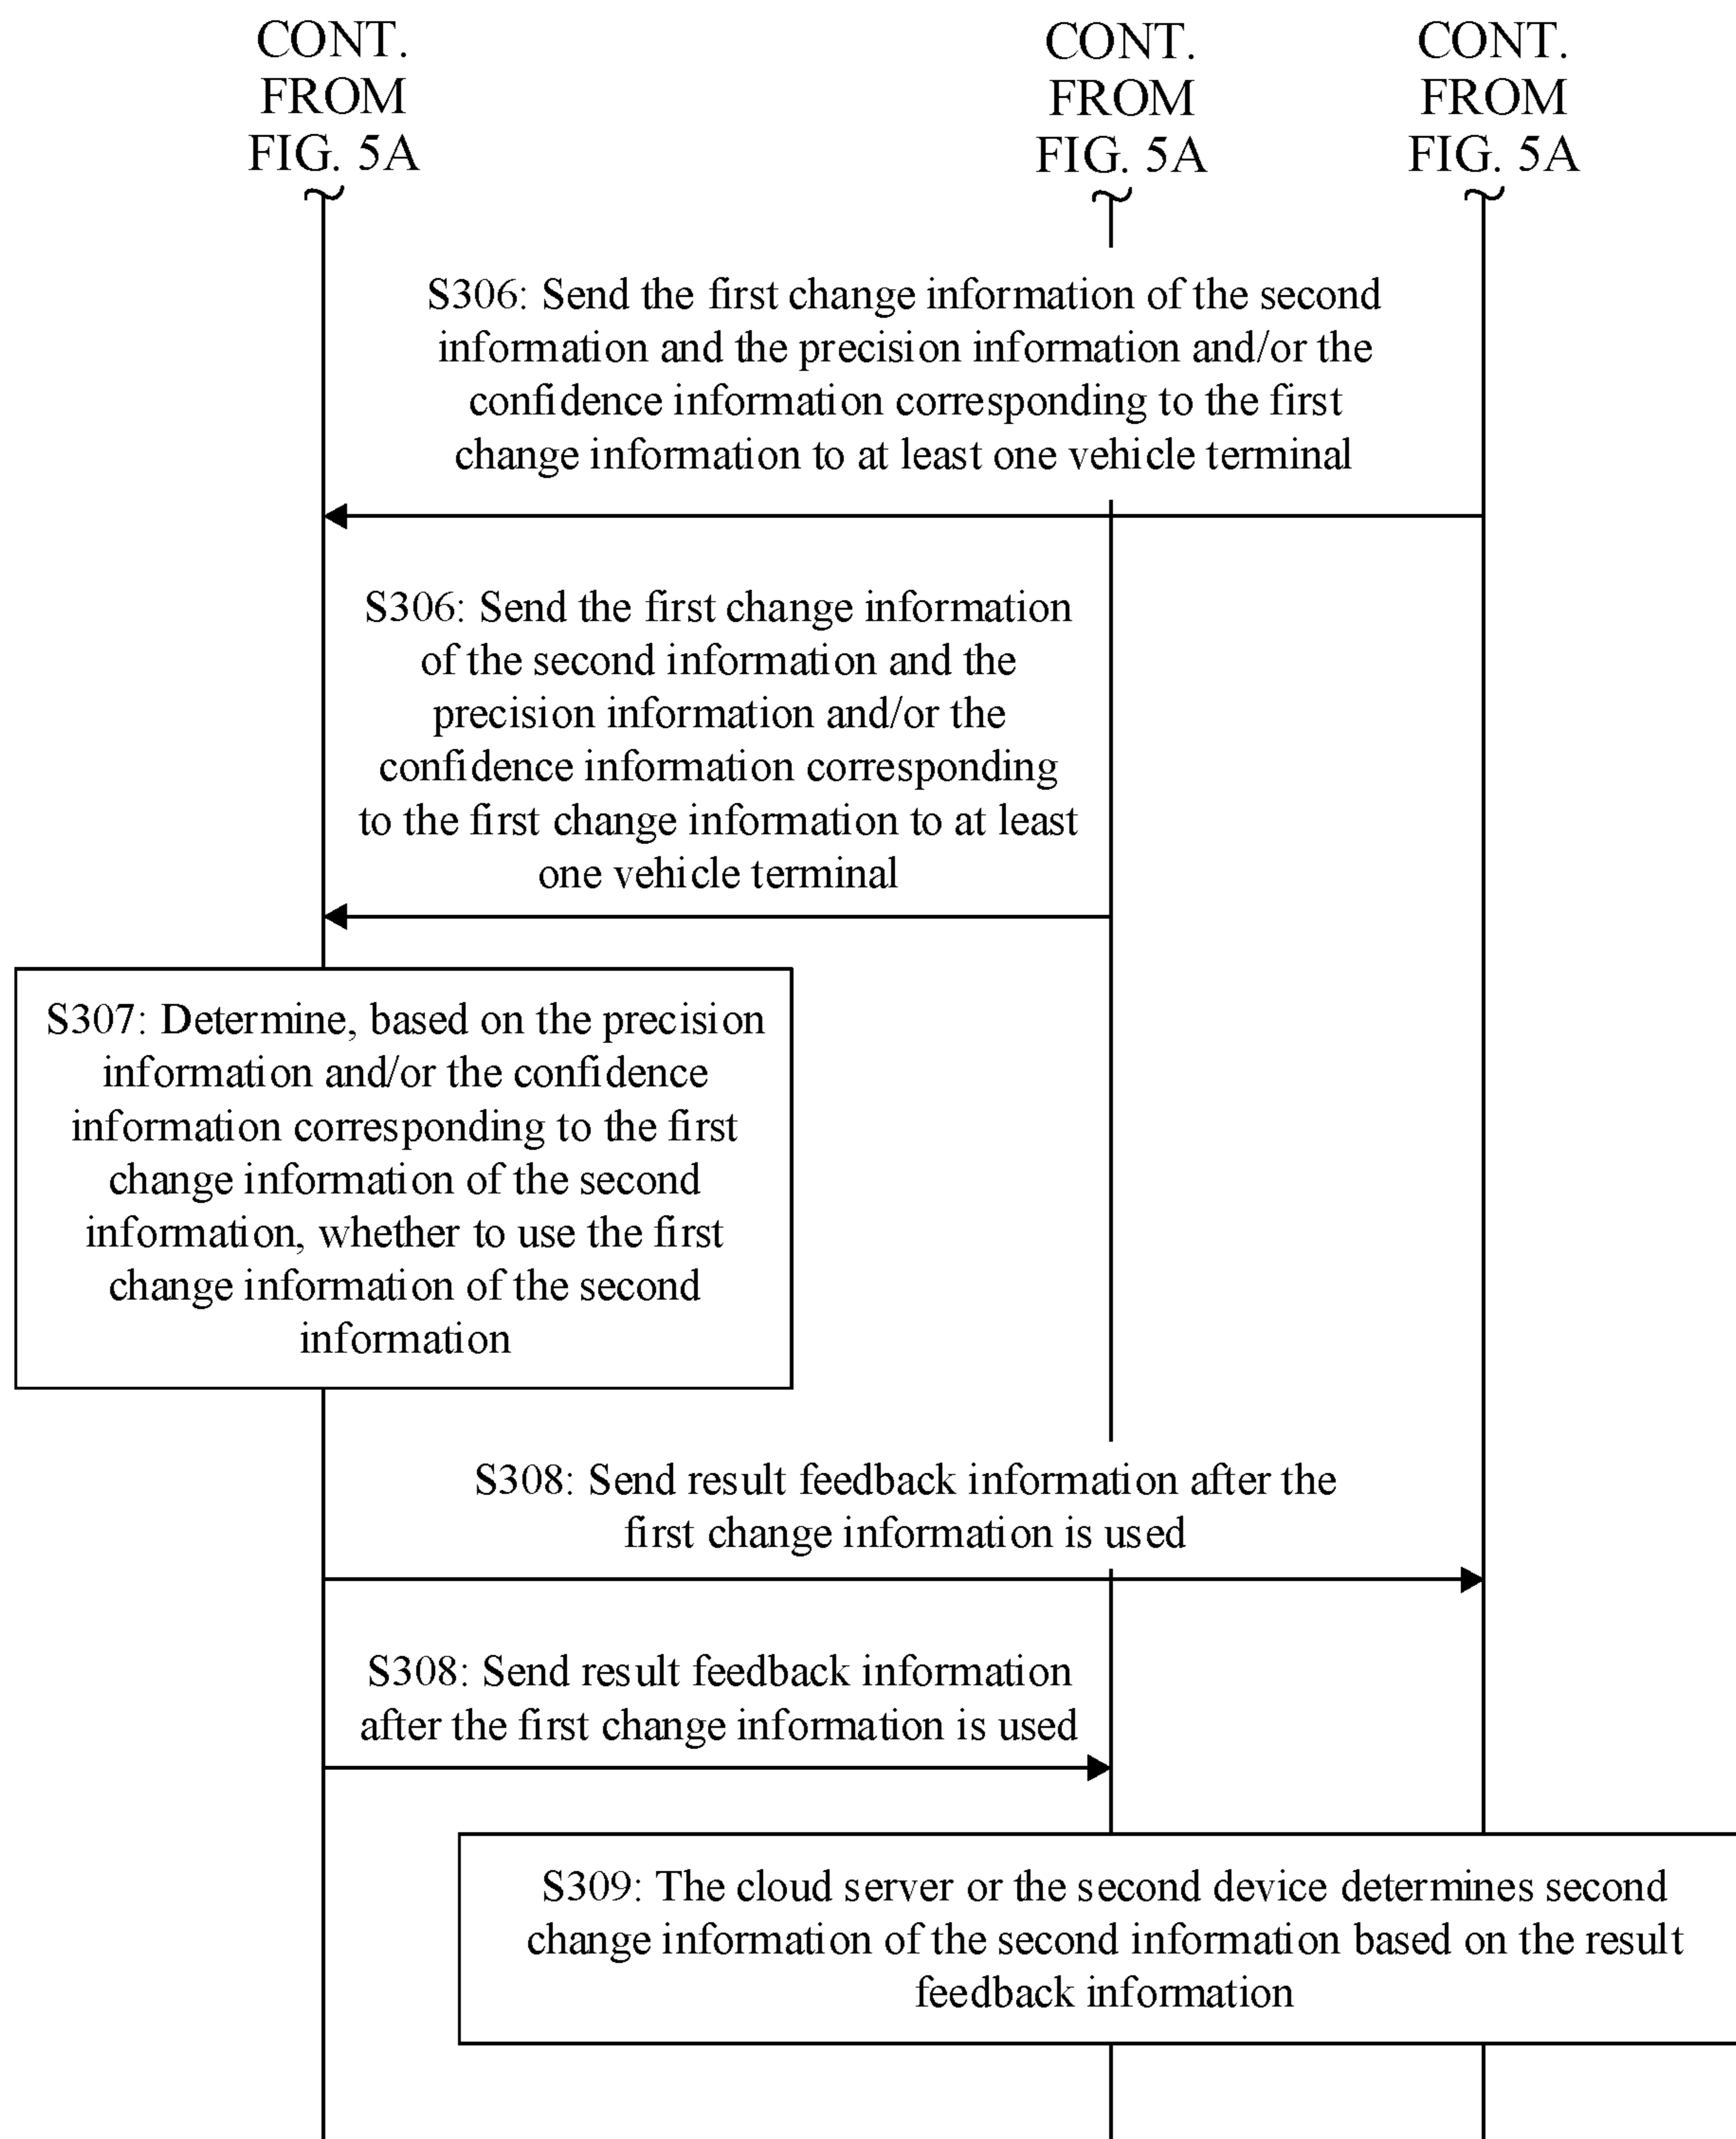 CONT.
FROM
FIG. 5A
CONT.
FROM
FIG. 5A
CONT.
FROM
FIG. 5A
S306: Send the first change information of the second
information and the precision information and/or the
confidence information corresponding to the first
change information to at least one vehicle terminal
S306: Send the first change information
of the second information and the
precision information and/or the
confidence information corresponding
to the first change information to at least
one vehicle terminal
S307: Determine, based on the precision
information and/or the confidence
information corresponding to the first
change information of the second
information, whether to use the first
change information of the second
information
S308: Send result feedback information after the
first change information is used
S308: Send result feedback information
after the first change information is used
S309: The cloud server or the second device determines second
change information of the second information based on the result
feedback information